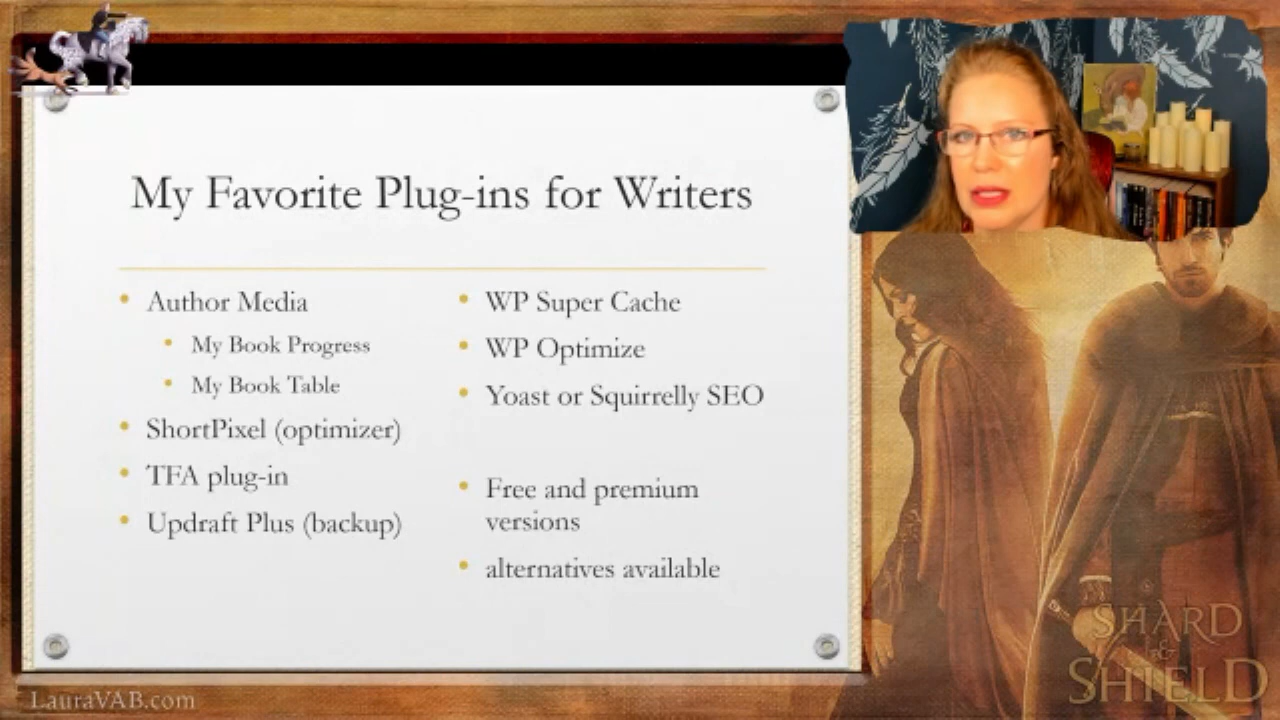 My Favorite Plug-ins for Writers
Author Media
My Book Progress
My Book Table
ShortPixel (optimizer)
TFA plug-in
Updraft Plus (backup)
WP Super Cache
WP Optimize
Yoast or Squirrelly SEO
Free and premium
versions
alternatives available
SHARD
&
SHIELD
LauraVAB.com